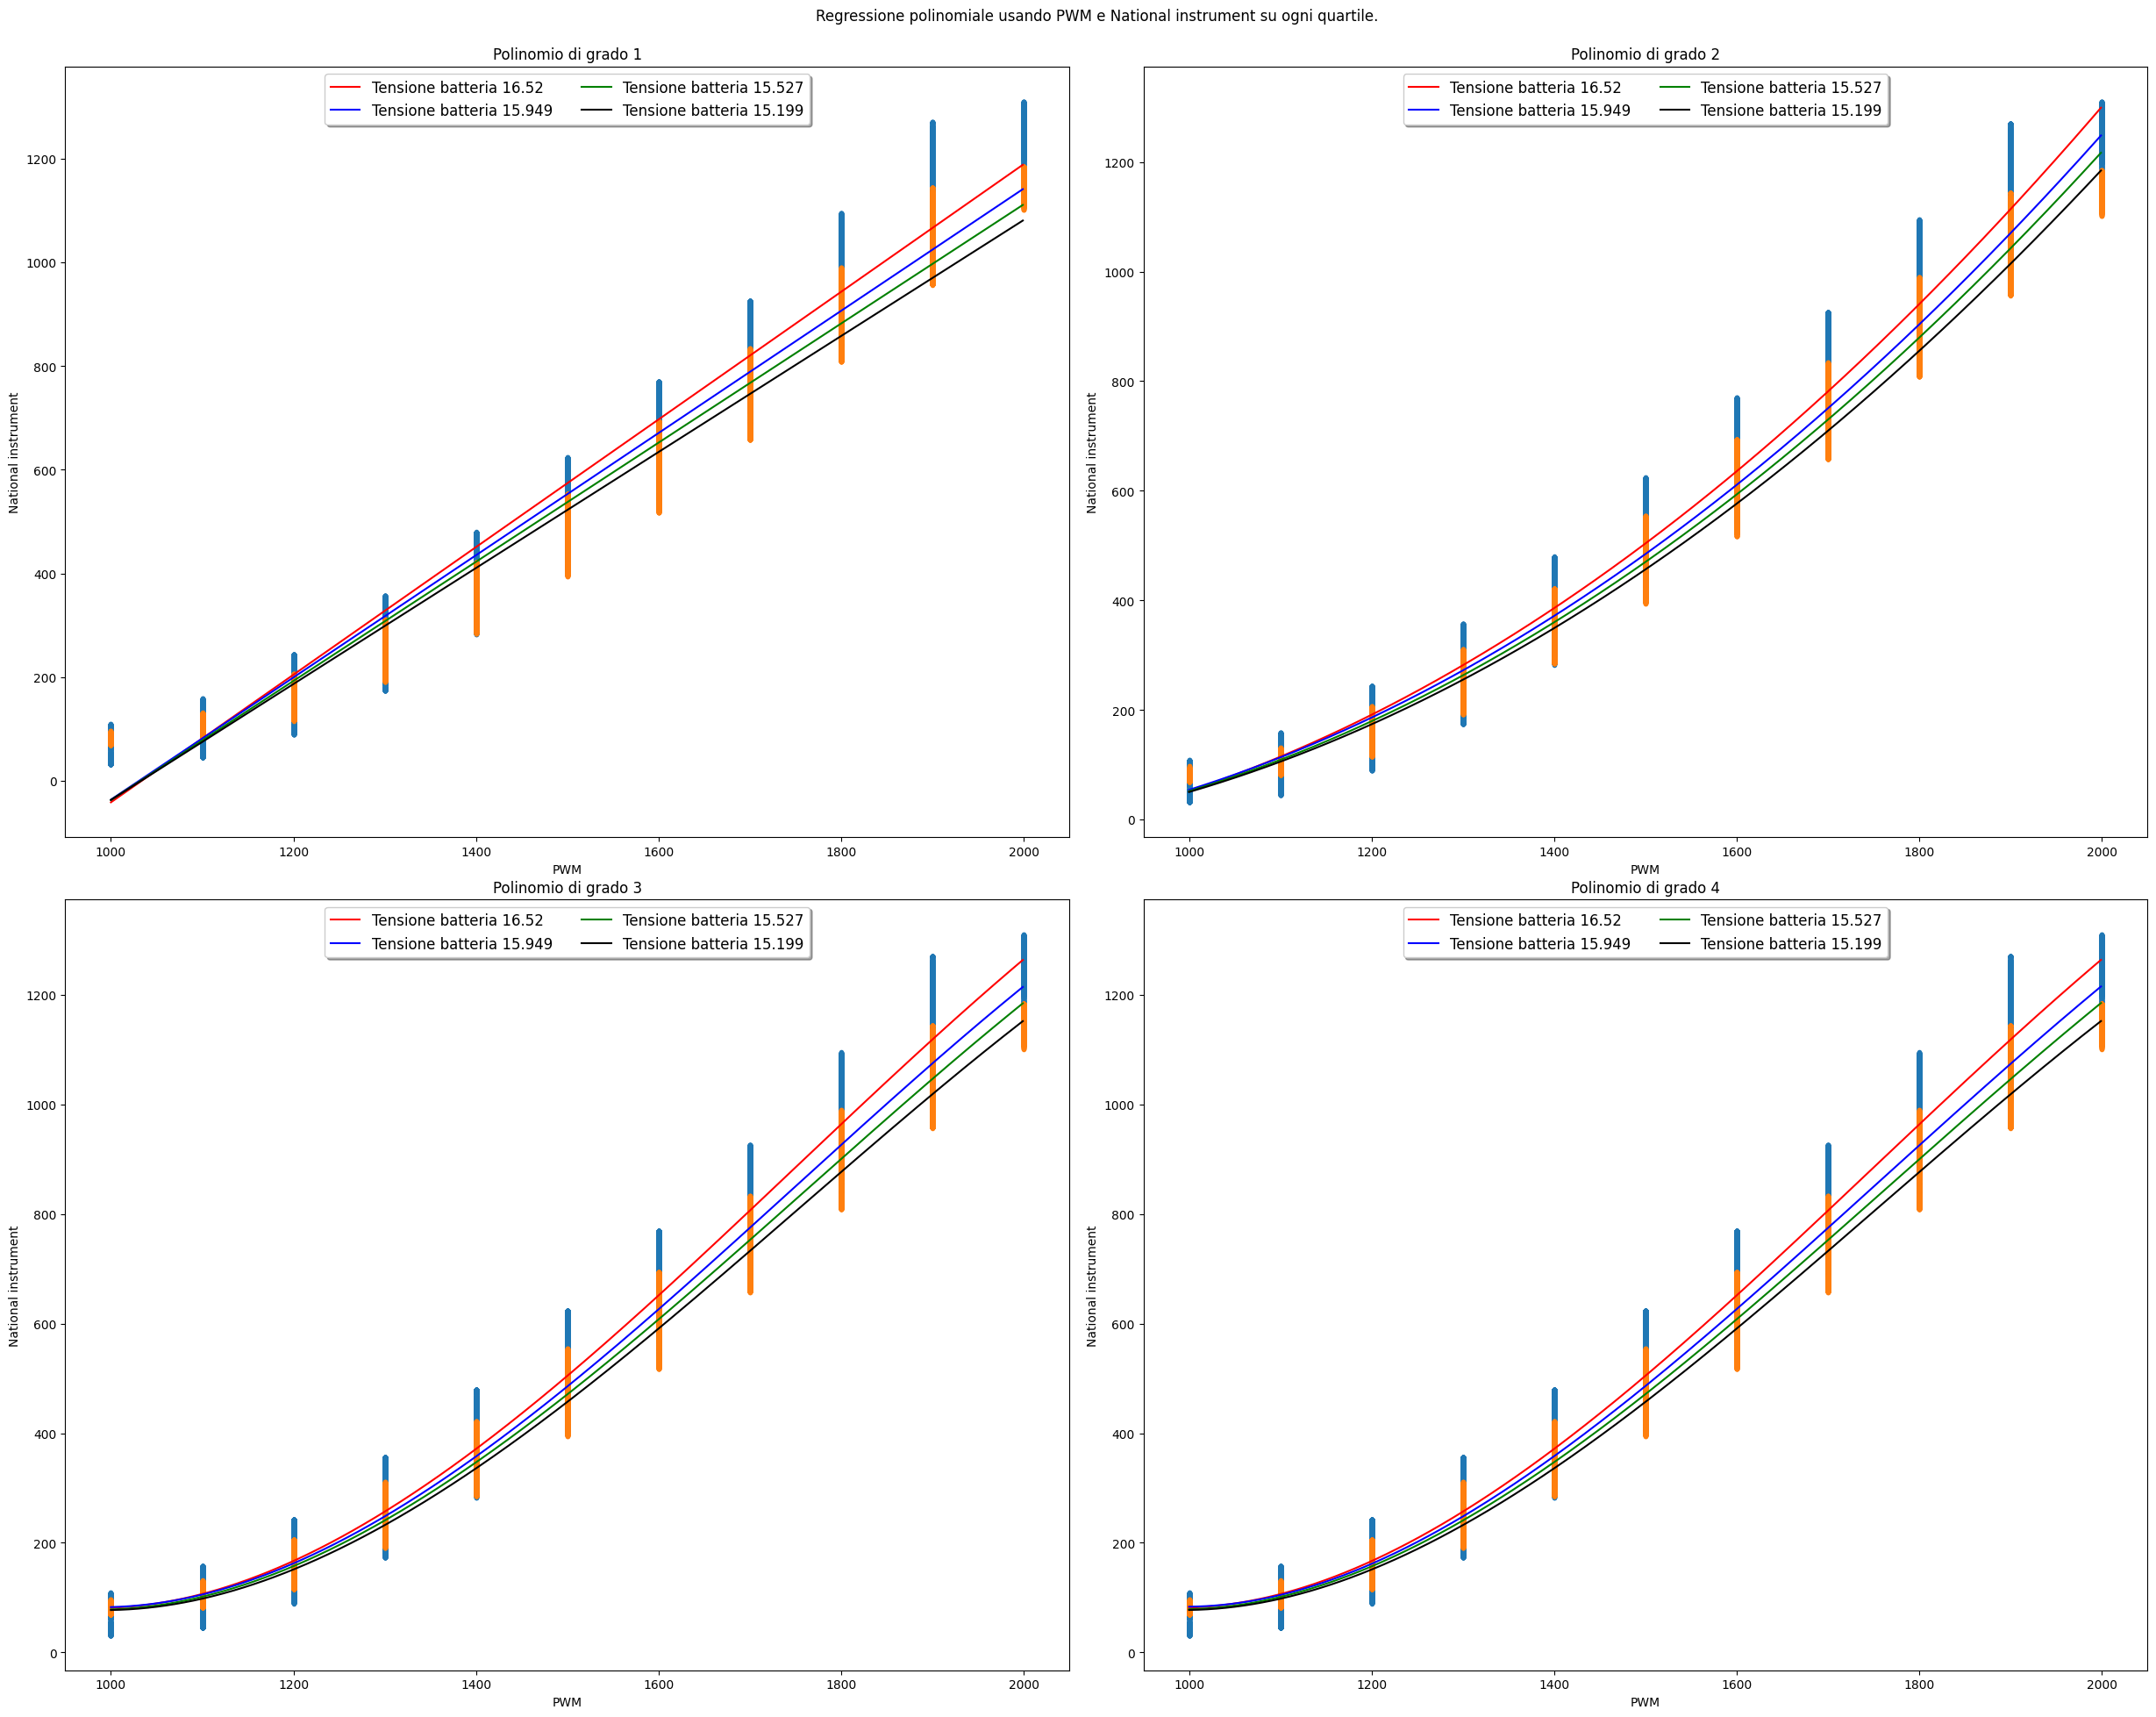 Regressione polinomiale usando PWM e National instrument su ogni quartile.
Polinomio di grado 1
Tensione batteria 16.52
Tensione batteria 15.949
Tensione batteria 15.527
Tensione batteria 15.199
1200
1000
800
600
400
200
0
National instrument
1000 1200 1400 1600 1800 2000
PWM
Polinomio di grado 2
Tensione batteria 16.52
Tensione batteria 15.949
Tensione batteria 15.527
Tensione batteria 15.199
1200
1000
800
600
400
200
0
National instrument
1000 1200 1400 1600 1800 2000
PWM
Polinomio di grado 3
Tensione batteria 16.52
Tensione batteria 15.949
Tensione batteria 15.527
Tensione batteria 15.199
1200
1000
800
600
400
200
0
National instrument
1000 1200 1400 1600 1800 2000
PWM
Polinomio di grado 4
Tensione batteria 16.52
Tensione batteria 15.949
Tensione batteria 15.527
Tensione batteria 15.199
1200
1000
800
600
400
200
0
National instrument
1000 1200 1400 1600 1800 2000
PWM